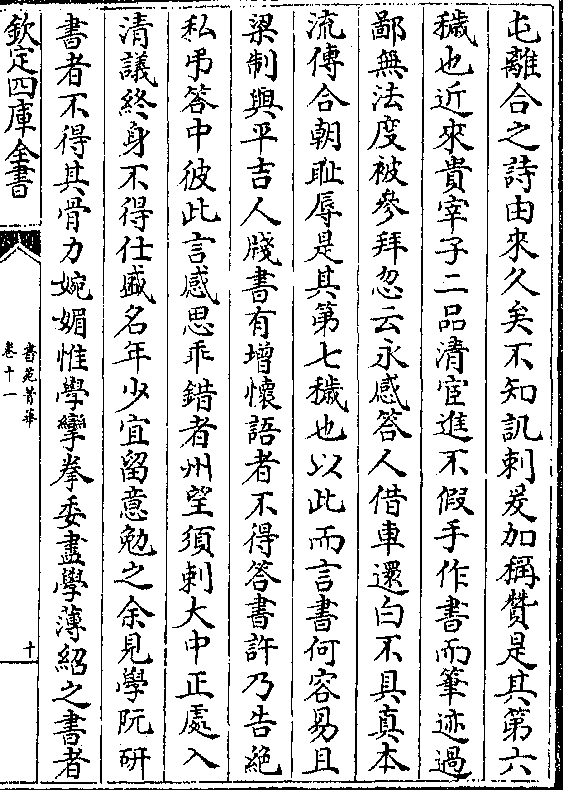 屯離合之詩由來久矣不知譏刺爰加稱贊是其第六
穢也近來貴宰子二品清宦進不假手作書而筆迹過
鄙無法度被參拜忽云永感答人借車還白不具真本
流傳合朝耻辱是其第七穢也以此而言書何容易且
梁制與平吉人牋書有增懷語者不得答書許乃告絶
私弔答中彼此言感思乖錯者州望須刺大中正處入
清議終身不得仕盛名年少宜留意勉之余見學阮研
書者不得其骨力婉媚惟學攣拳委盡學薄紹之書者
欽定四庫全書
書苑菁華
卷十一
十